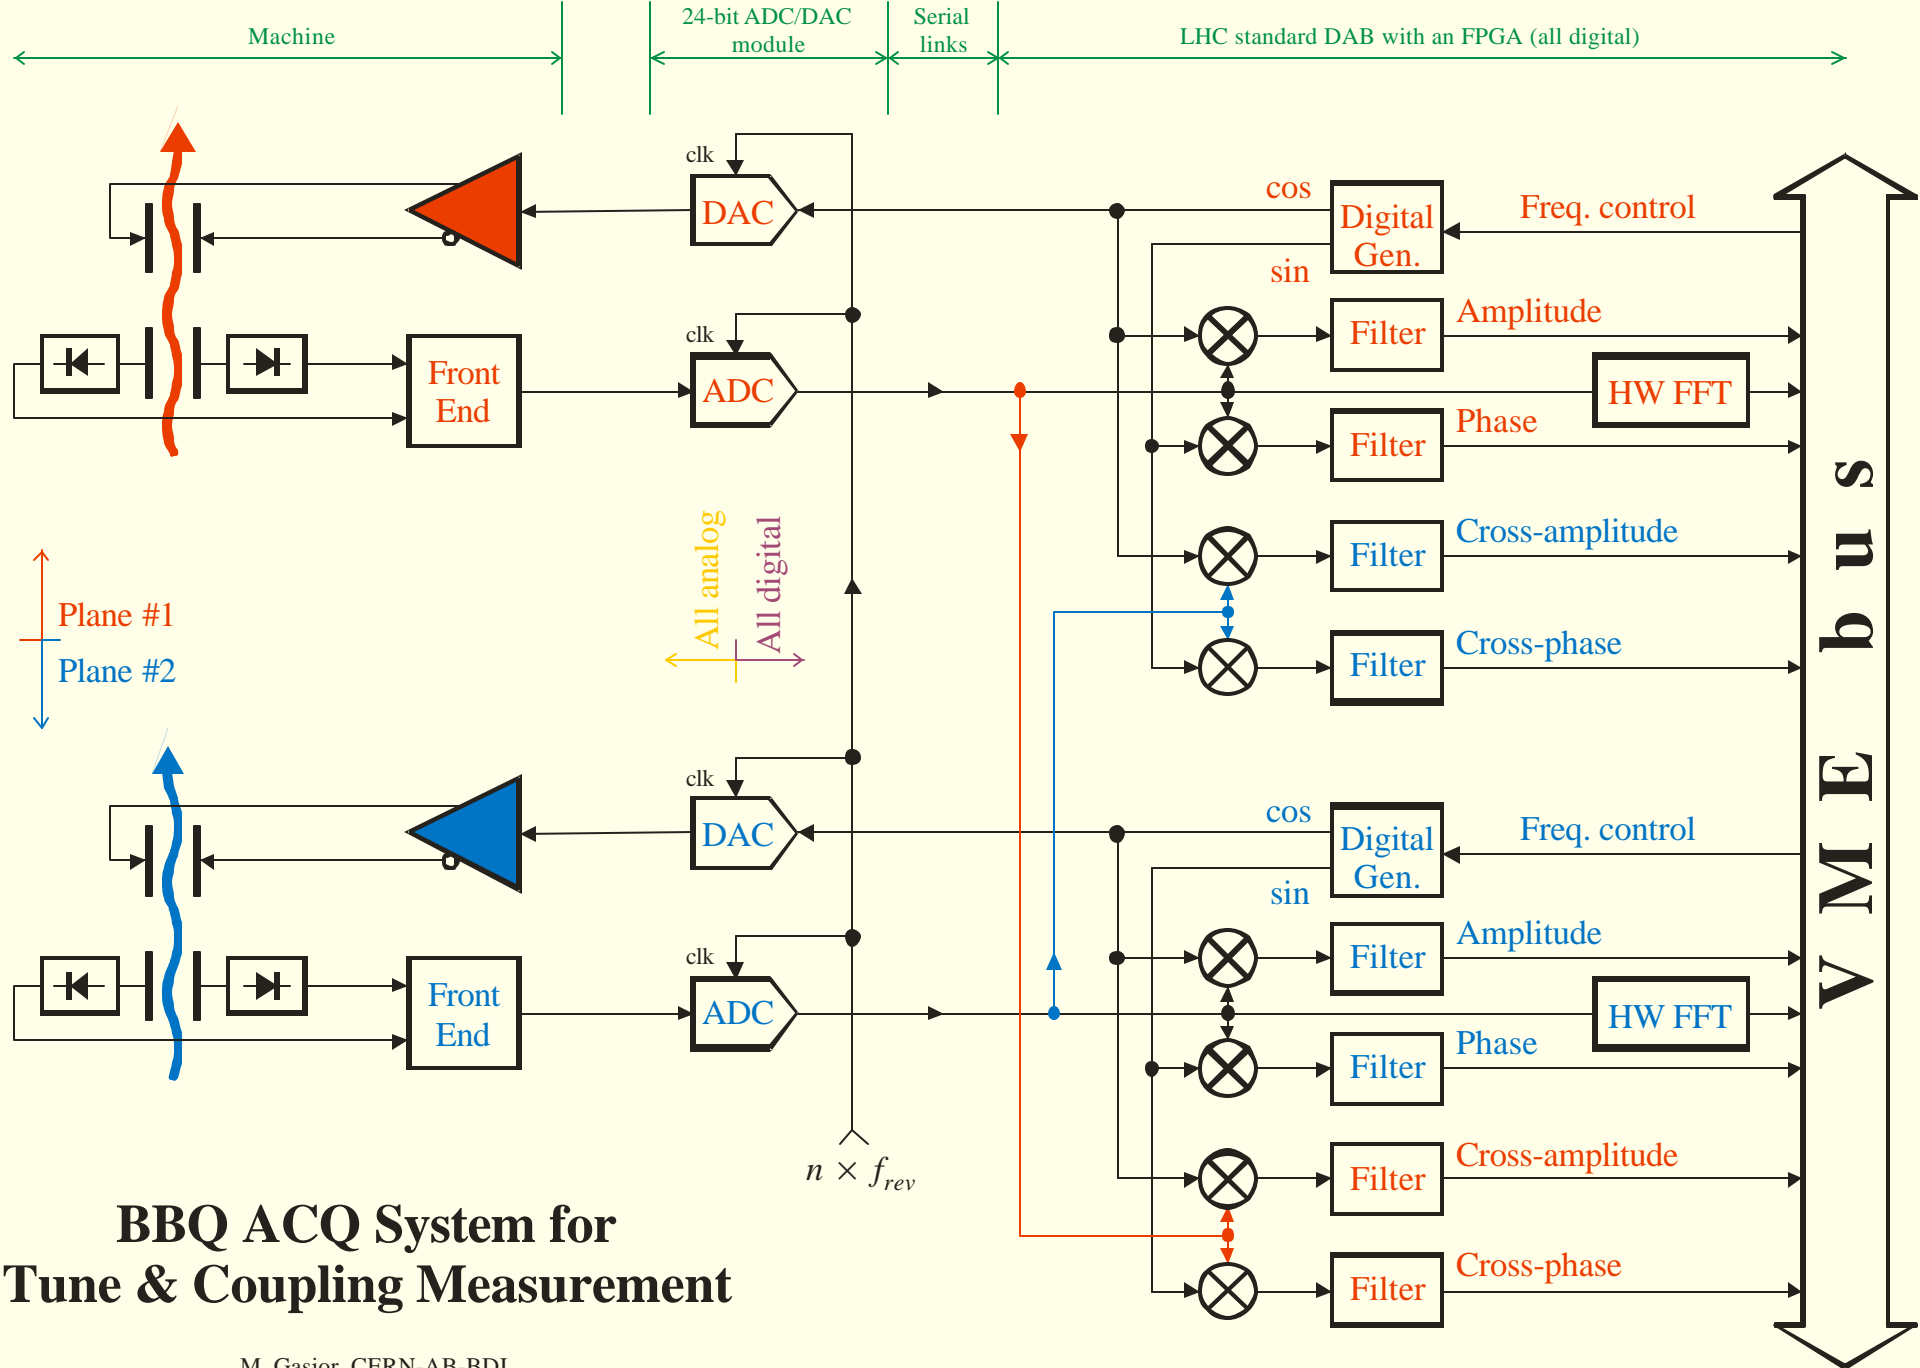 Machine
24-bit ADC/DAC
module
Serial
links
LHC standard DAB with an FPGA (all digital)
clk
DAC
cos
sin
Digital
Gen.
Freq. control
clk
ADC
Front
End
Filter
Amplitude
HW FFT
Filter
Phase
Filter
Cross-amplitude
Filter
Cross-phase
All analog
All digital
Plane #1
Plane #2
VME bus
clk
DAC
cos
sin
Digital
Gen.
Freq. control
clk
ADC
Front
End
Filter
Amplitude
HW FFT
Filter
Phase
Filter
Cross-amplitude
Filter
Cross-phase
n × frev
BBQ ACQ System for
Tune & Coupling Measurement
M. Gasior, CERN-AB-BDI